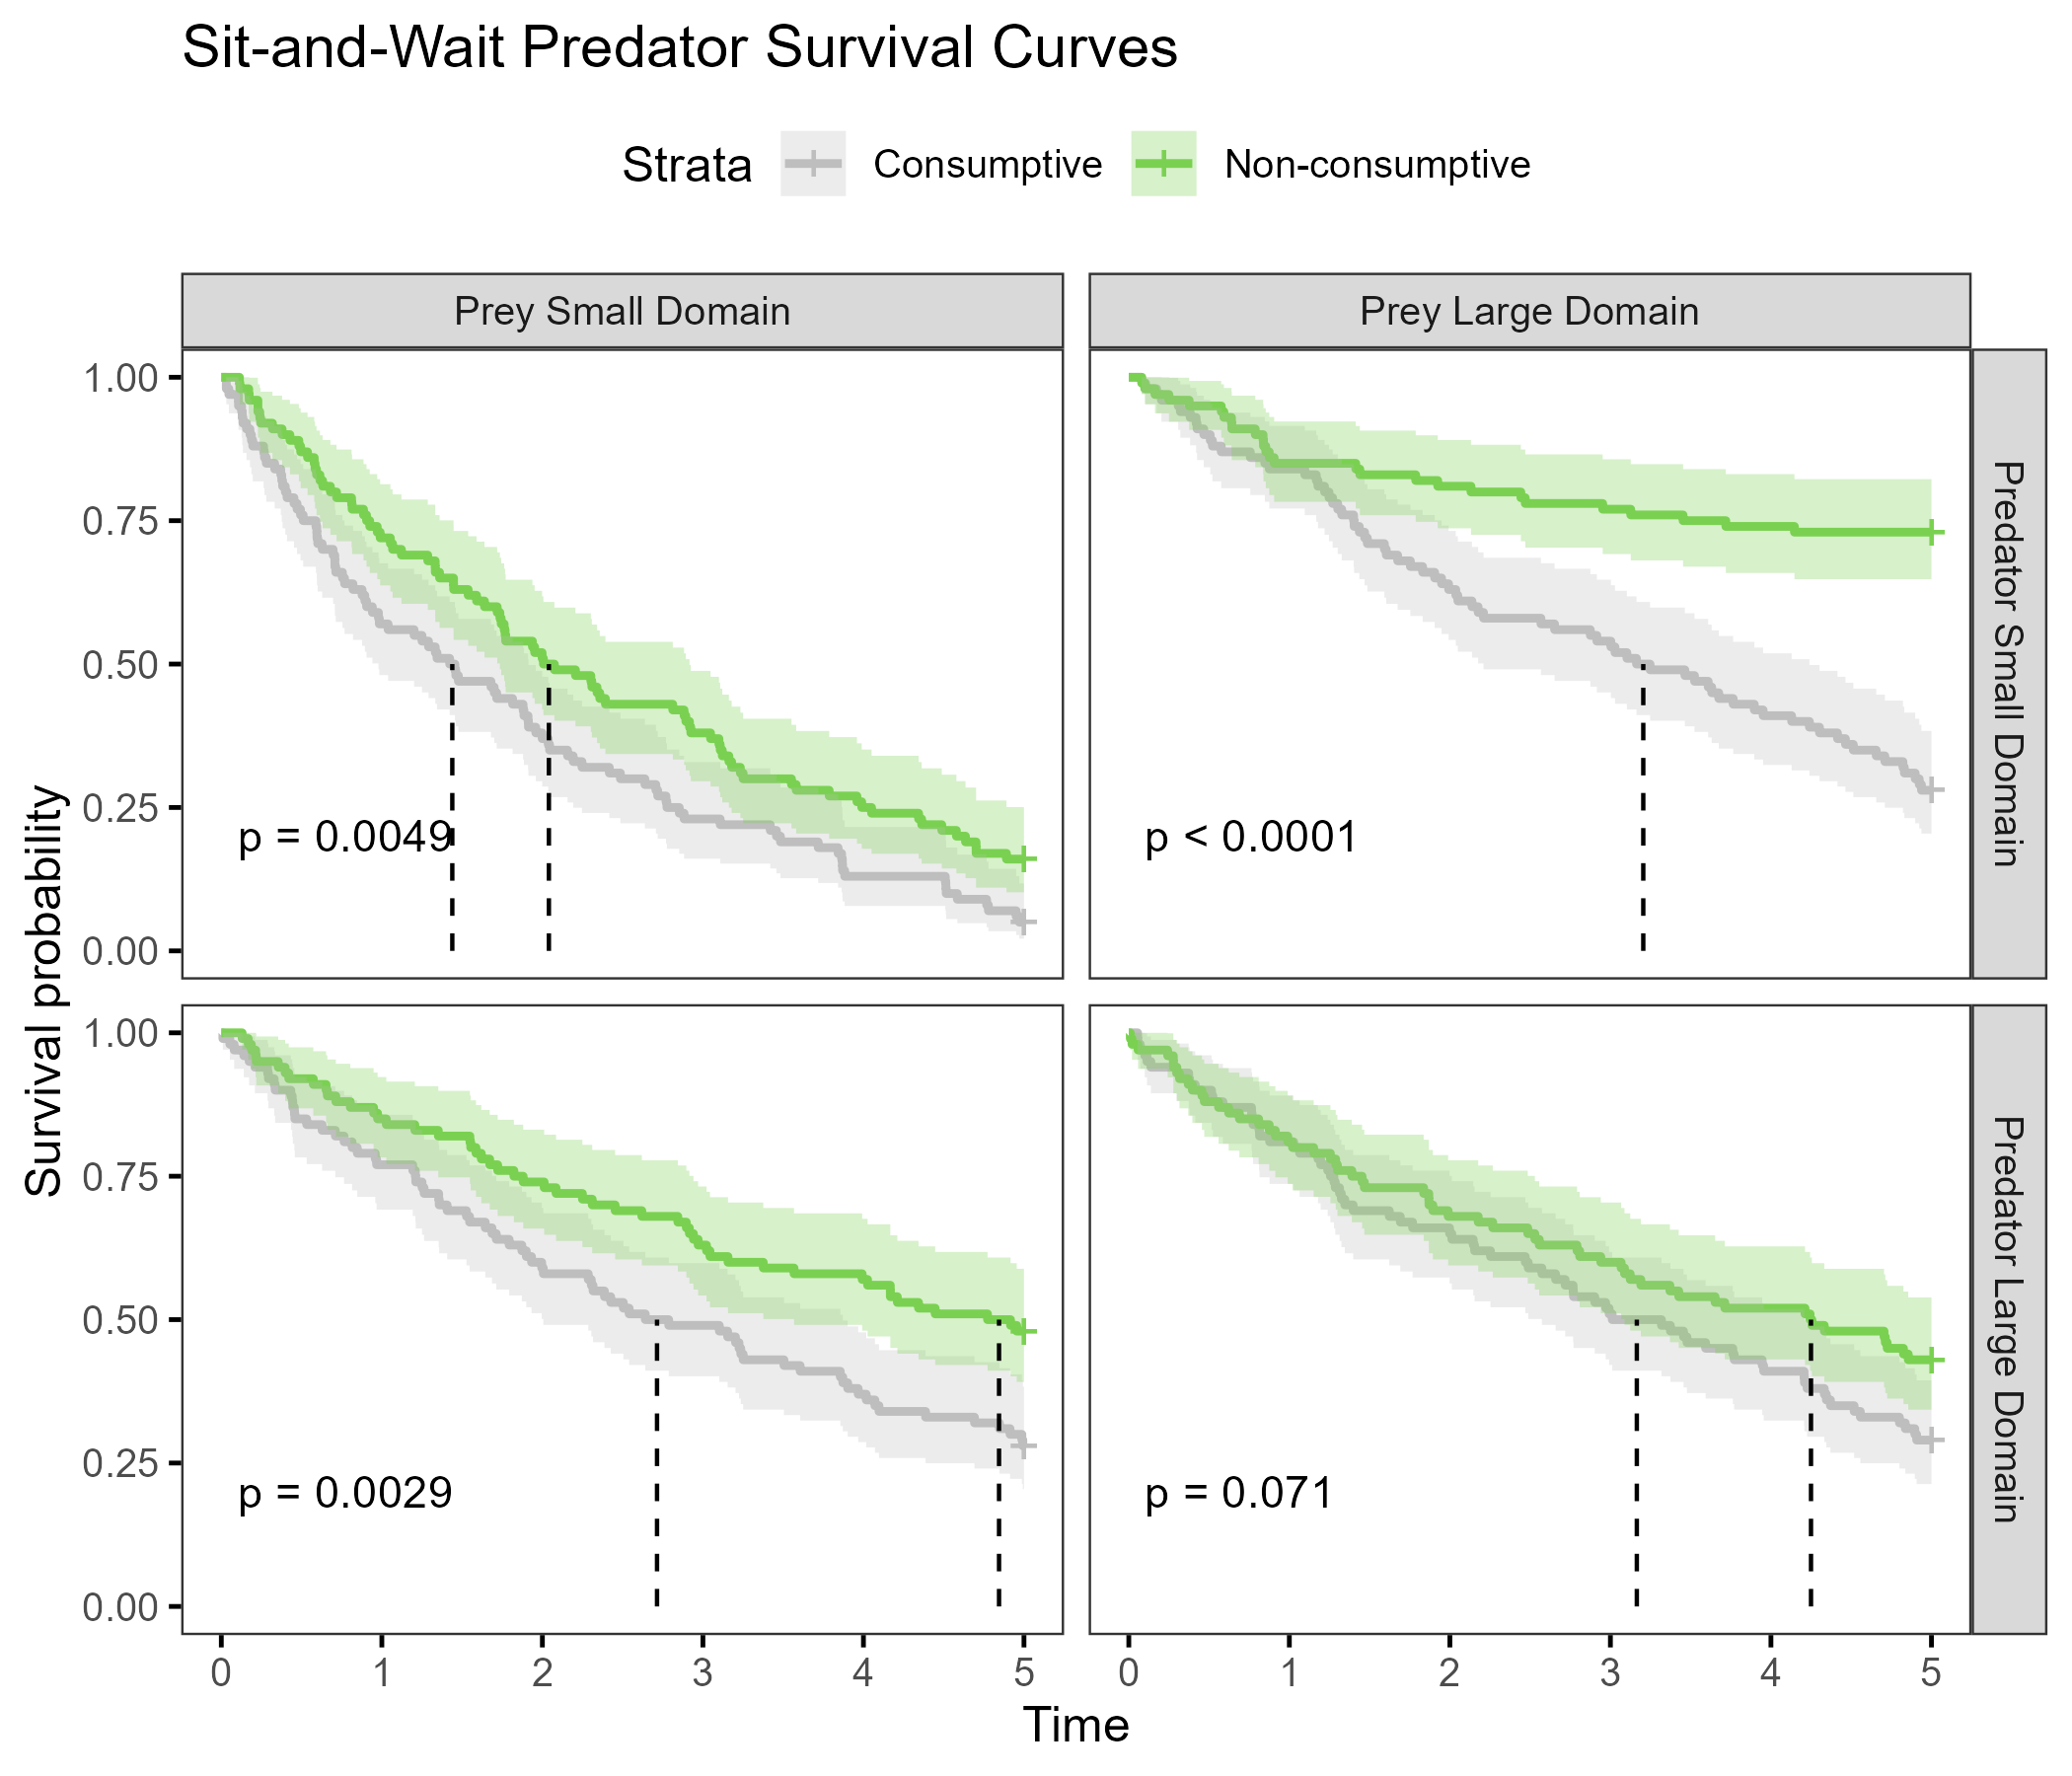 Sit-and-Wait Predator Survival Curves
Strata Consumptive Non-consumptive
Prey Small Domain
Prey Large Domain
Survival probability
1.00
0.75
0.50
0.25
0.00
p = 0.0049
p < 0.0001
Predator Small Domain
1.00
0.75
0.50
0.25
0.00
p = 0.0029
p = 0.071
Predator Large Domain
0 1 2 3 4 5
0 1 2 3 4 5
Time